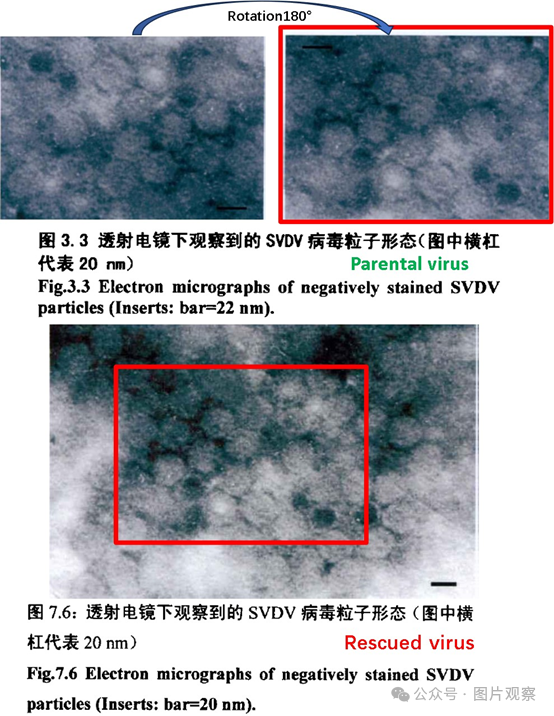 Rotation180°
图 3.3 透射电镜下观察到的 SVDV 病毒粒子形态(图中横杠
代表 20 nm)
Parental virus
Fig.3.3 Electron micrographs of negatively stained SVDV
particles (Inserts: bar=22 nm).
图 7.6：透射电镜下观察到的 SVDV 病毒粒子形态（图中横
杠代表 20 nm）
Rescued virus
Fig.7.6 Electron micrographs of negatively stained SVDV
particles (Inserts: bar=20 nm).
公众号 · 图片观察